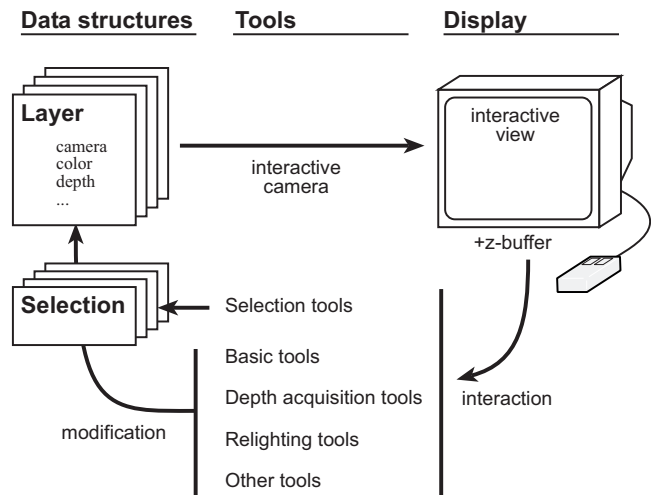 Data structures Tools Display
Layer
camera
color
depth
...
interactive
camera
interactive
view
+z-buffer
Selection
Selection tools
Basic tools
Depth acquisition tools
Relighting tools
Other tools
modification
interaction